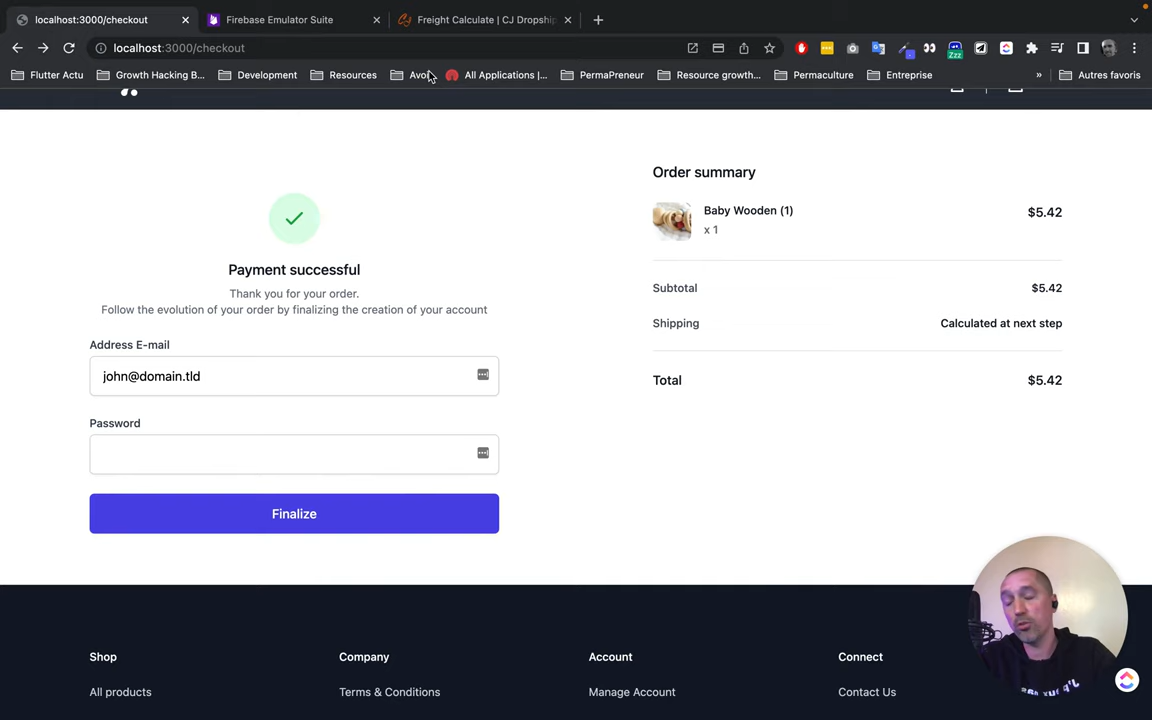 localhost:3000/checkout
Firebase Emulator Suite
Freight Calculate | CJ Dropship
localhost:3000/checkout
Zzz
Flutter Actu
Growth Hacking B...
Development
Resources
All Applications |...
PermaPreneur
Resource growth...
Permaculture
Entreprise
»
Autres favoris
Payment successful
Thank you for your order.
Follow the evolution of your order by finalizing the creation of your account
Address E-mail
john@domain.tld
Password
Finalize
Order summary
Baby Wooden (1)
$5.42
x 1
Subtotal
$5.42
Shipping
Calculated at next step
Total
$5.42
Shop
Company
Account
Connect
All products
Terms & Conditions
Manage Account
Contact Us